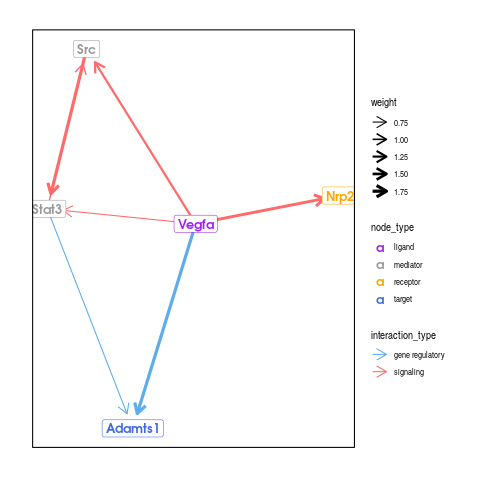 Src
Stat3
Vegfa
Nrp2
Adamts1
weight
0.75
1.00
1.25
1.50
1.75
node_type
a ligand
a mediator
a receptor
a target
interaction_type
gene regulatory
signaling